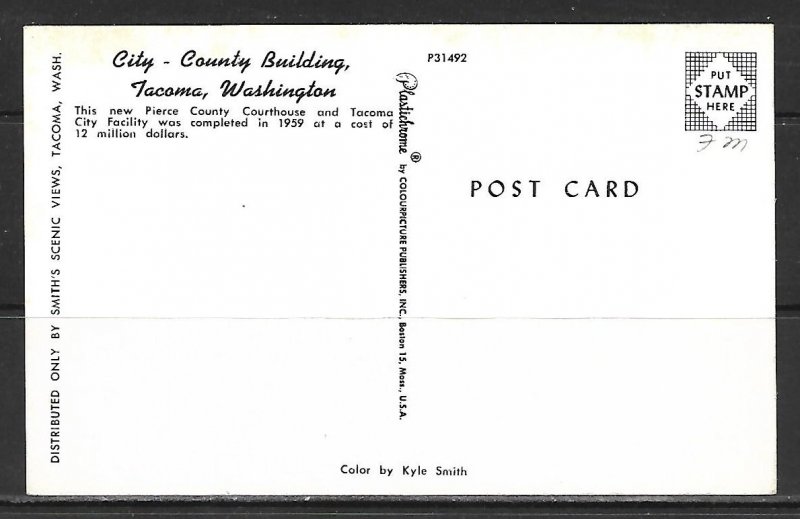 City - County Building,
Tacoma, Washington
This new Pierce County Courthouse and Tacoma
City Facility was completed in 1959 at a cost of
12 million dollars.
DISTRIBUTED ONLY BY SMITH'S SCENIC VIEWS, TACOMA, WASH.
P31492
Plastichrome ® by COLOURPICTURE PUBLISHERS, INC., Boston 15, Mass., U.S.A.
PUT
STAMP
HERE
POST CARD
Color by Kyle Smith